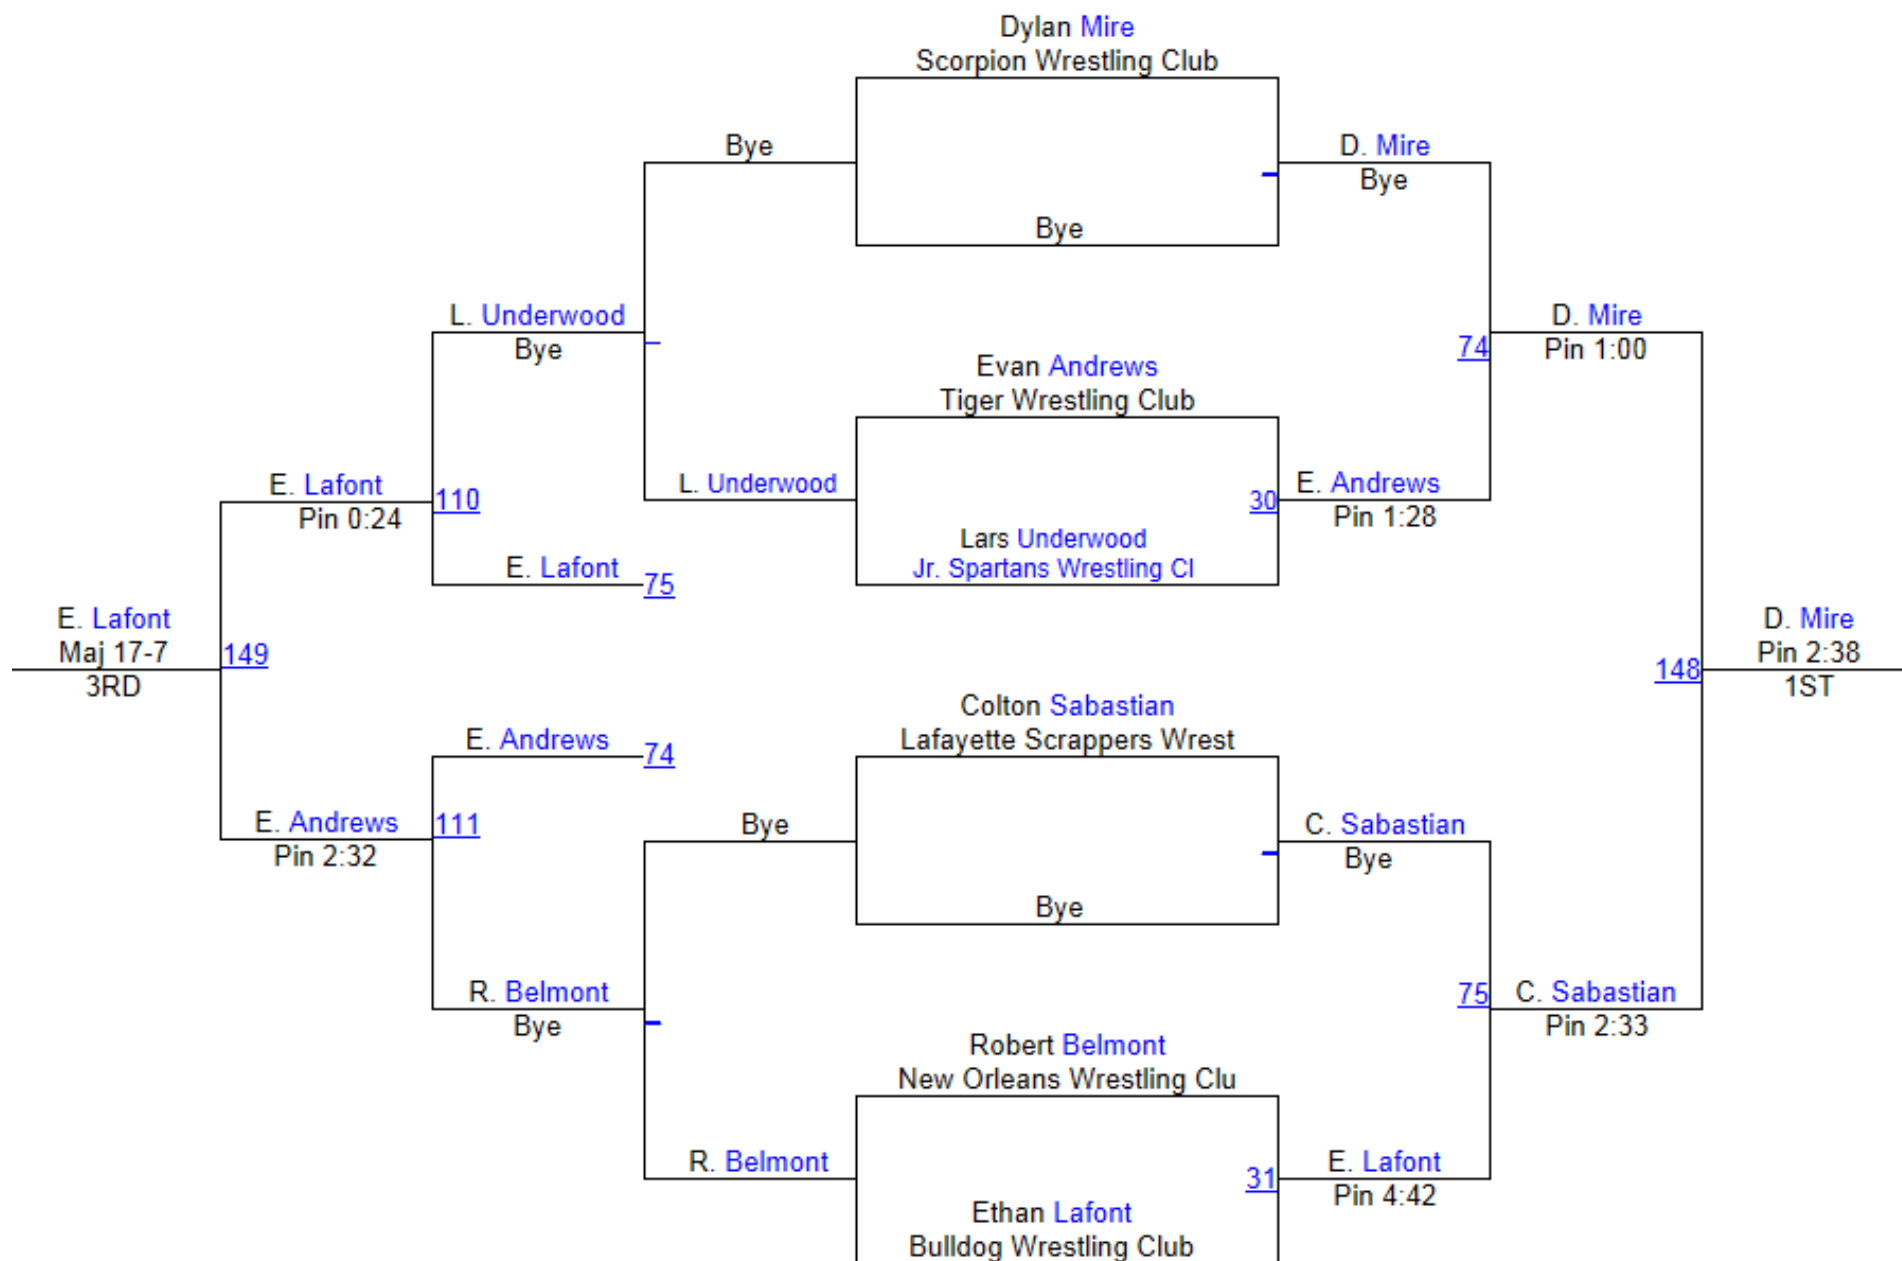 Dylan Mire
Scorpion Wrestling Club
Bye
D. Mire
Bye
Bye
L. Underwood
Bye
D. Mire
Pin 1:00
74
Evan Andrews
Tiger Wrestling Club
E. Lafont
Pin 0:24
110
L. Underwood
30
E. Andrews
Pin 1:28
Lars Underwood
Jr. Spartans Wrestling Cl
E. Lafont
75
E. Lafont
Maj 17-7
3RD
149
D. Mire
Pin 2:38
1ST
148
Colton Sabastian
Lafayette Scrappers Wrest
E. Andrews
74
E. Andrews
Pin 2:32
111
Bye
C. Sabastian
Bye
Bye
R. Belmont
Bye
75
C. Sabastian
Pin 2:33
Robert Belmont
New Orleans Wrestling Clu
R. Belmont
31
E. Lafont
Pin 4:42
Ethan Lafont
Bulldog Wrestling Club